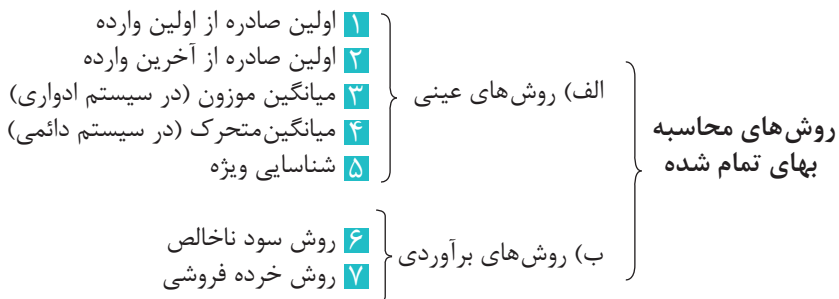 روش‌های محاسبه
بهای تمام شده
الف) روش‌های عینی
۱ اولین صادره از اولین وارده
۲ اولین صادره از آخرین وارده
۳ میانگین موزون (در سیستم ادواری)
۴ میانگین‌متحرک (در سیستم دائمی)
۵ شناسایی ویژه
ب) روش‌های برآوردی
۶ روش سود ناخالص
۷ روش خرده فروشی